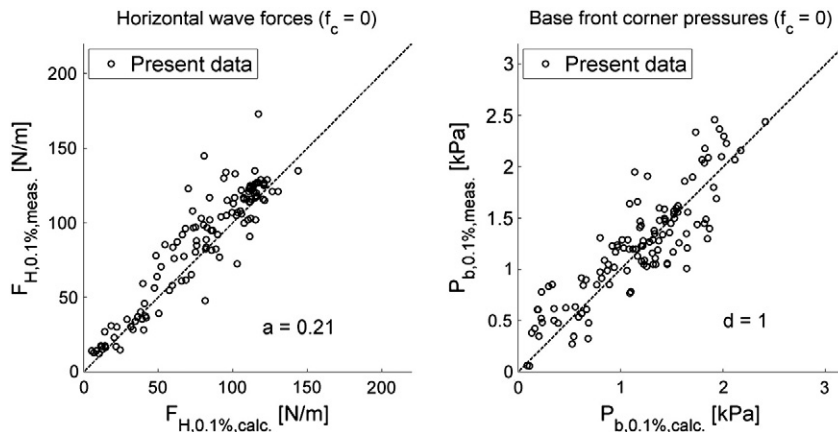 Horizontal wave forces (f_c = 0)
220
200
150
100
50
0
Present data
a = 0.21
0 50 100 150 200
F_H,0.1%,meas. [N/m]
F_H,0.1%,calc. [N/m]
Base front corner pressures (f_c = 0)
3
2.5
2
1.5
1
0.5
0
Present data
d = 1
0 1 2 3
P_b,0.1%,meas. [kPa]
P_b,0.1%,calc. [kPa]